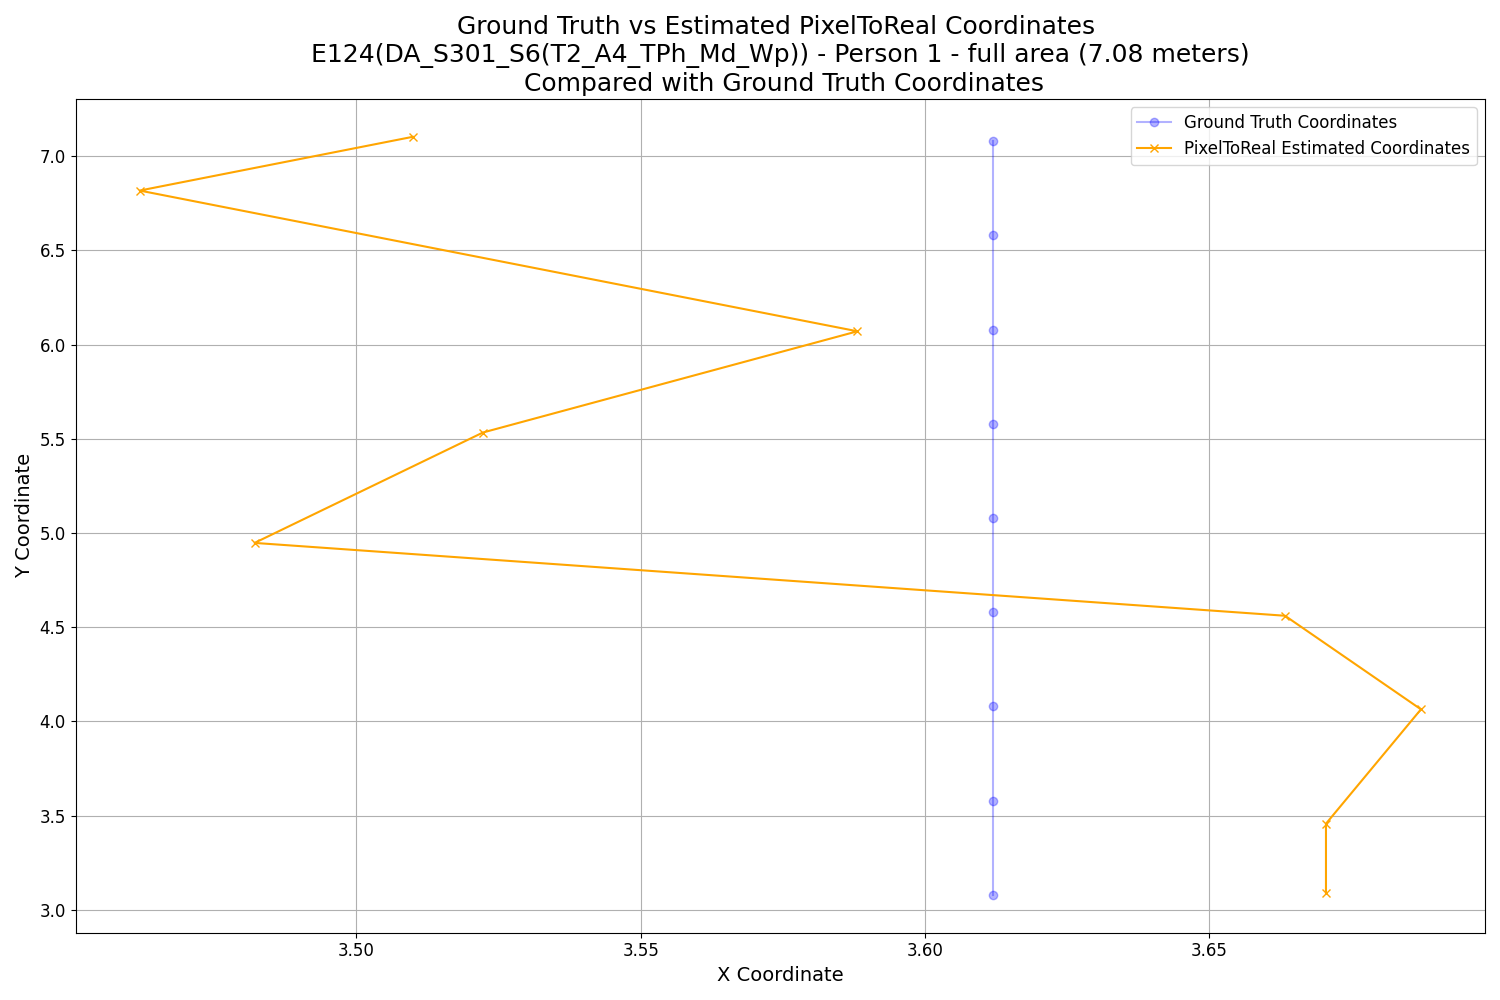 Ground Truth vs Estimated PixelToReal Coordinates
E124(DA_S301_S6(T2_A4_TPh_Md_Wp)) - Person 1 - full area (7.08 meters)
Compared with Ground Truth Coordinates
Ground Truth Coordinates
PixelToReal Estimated Coordinates
Y Coordinate
7.0
6.5
6.0
5.5
5.0
4.5
4.0
3.5
3.0
3.50 3.55 3.60 3.65
X Coordinate